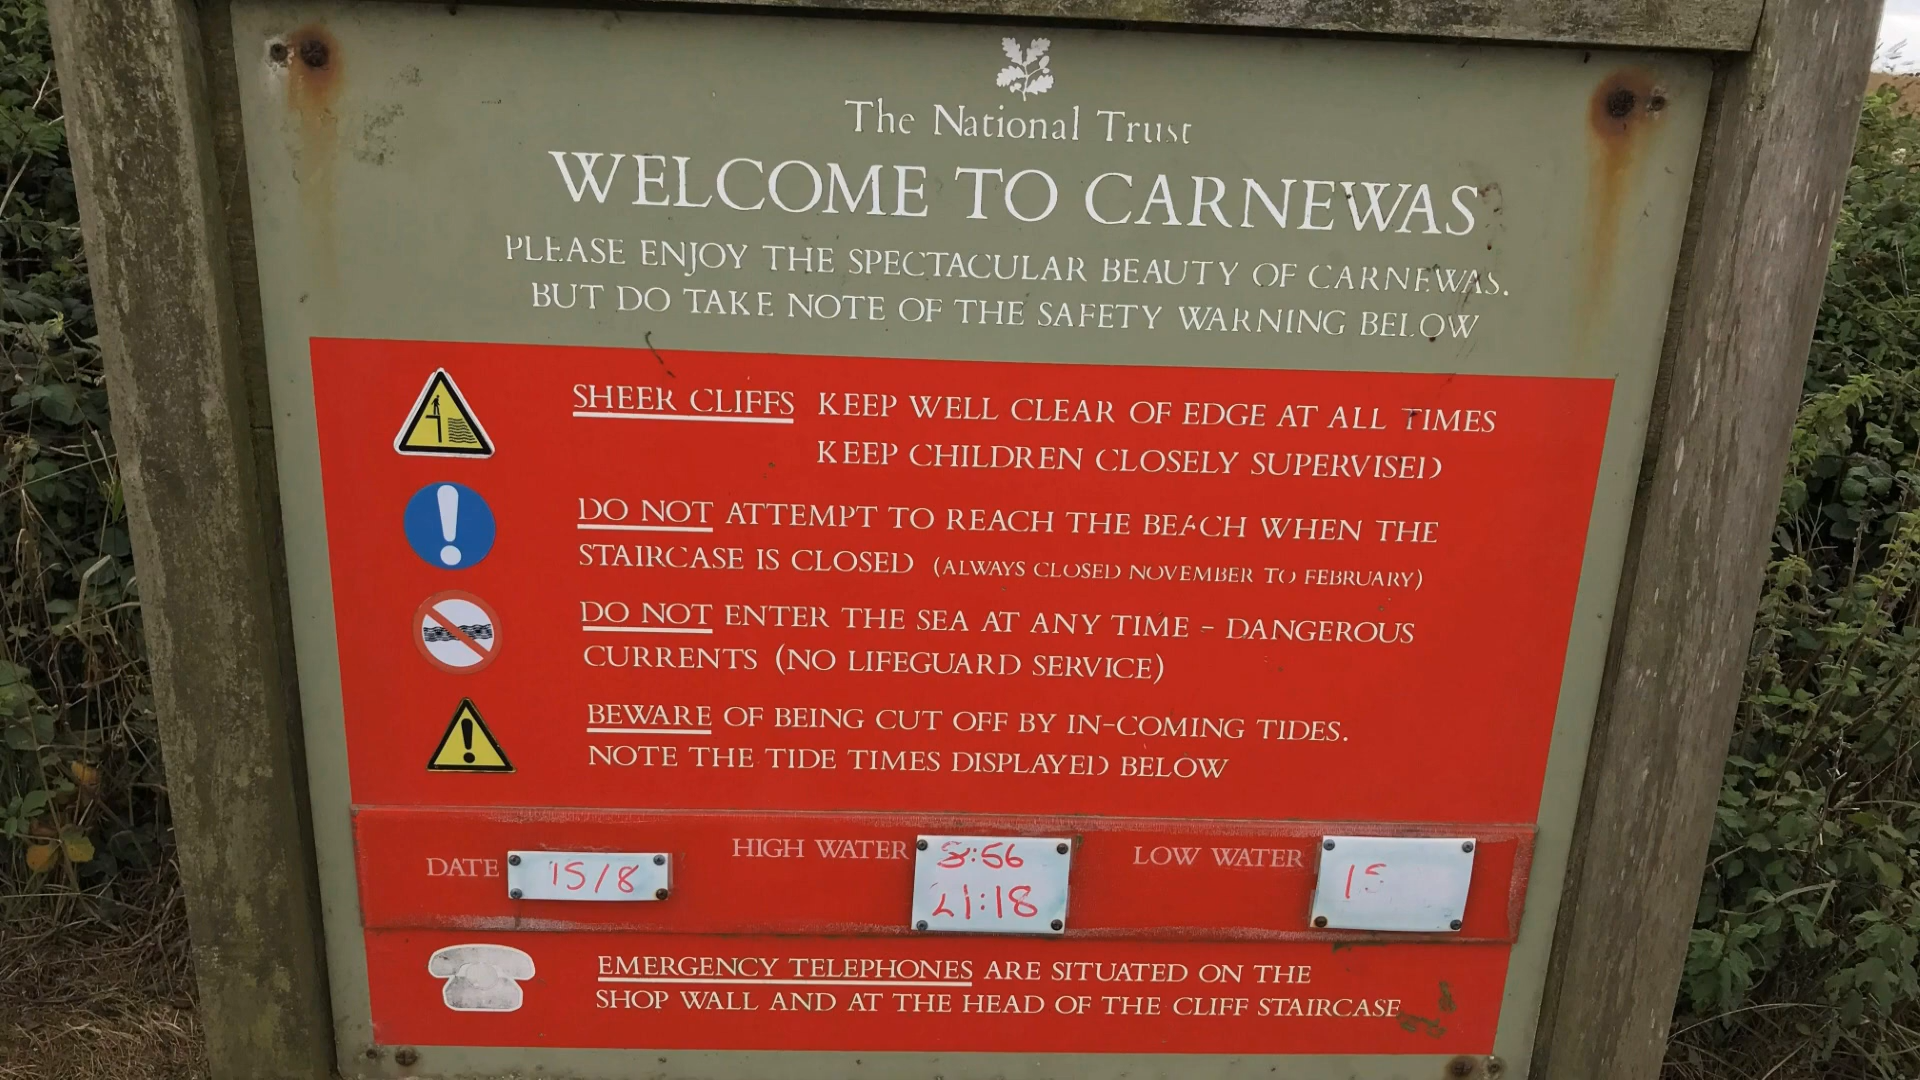 The National Trust
WELCOME TO CARNEWAS
PLEASE ENJOY THE SPECTACULAR BEAUTY OF CARNEWAS.
BUT DO TAKE NOTE OF THE SAFETY WARNING BELOW
SHEER CLIFFS KEEP WELL CLEAR OF EDGE AT ALL TIMES
KEEP CHILDREN CLOSELY SUPERVISED
DO NOT ATTEMPT TO REACH THE BEACH WHEN THE
STAIRCASE IS CLOSED (ALWAYS CLOSED NOVEMBER TO FEBRUARY)
DO NOT ENTER THE SEA AT ANY TIME - DANGEROUS
CURRENTS (NO LIFEGUARD SERVICE)
BEWARE OF BEING CUT OFF BY IN-COMING TIDES.
NOTE THE TIDE TIMES DISPLAYED BELOW
DATE 15/8 HIGH WATER
21:18
LOW WATER
EMERGENCY TELEPHONES ARE SITUATED ON THE
SHOP WALL AND AT THE HEAD OF THE CLIFF STAIRCASE